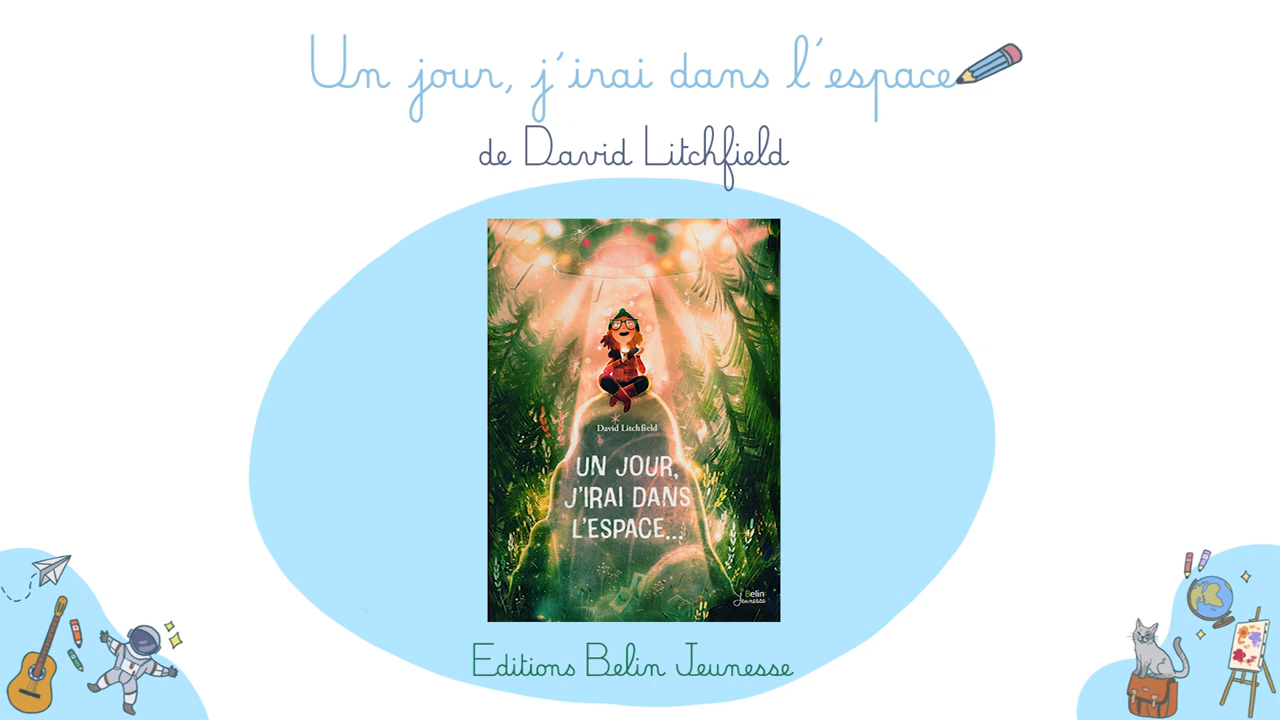 Un jour, j'irai dans l'espace
de David Litchfield
David Litchfield
UN JOUR,
J'IRAI DANS
L'ESPACE...
Belin
Jeunesse
Editions Belin Jeunesse